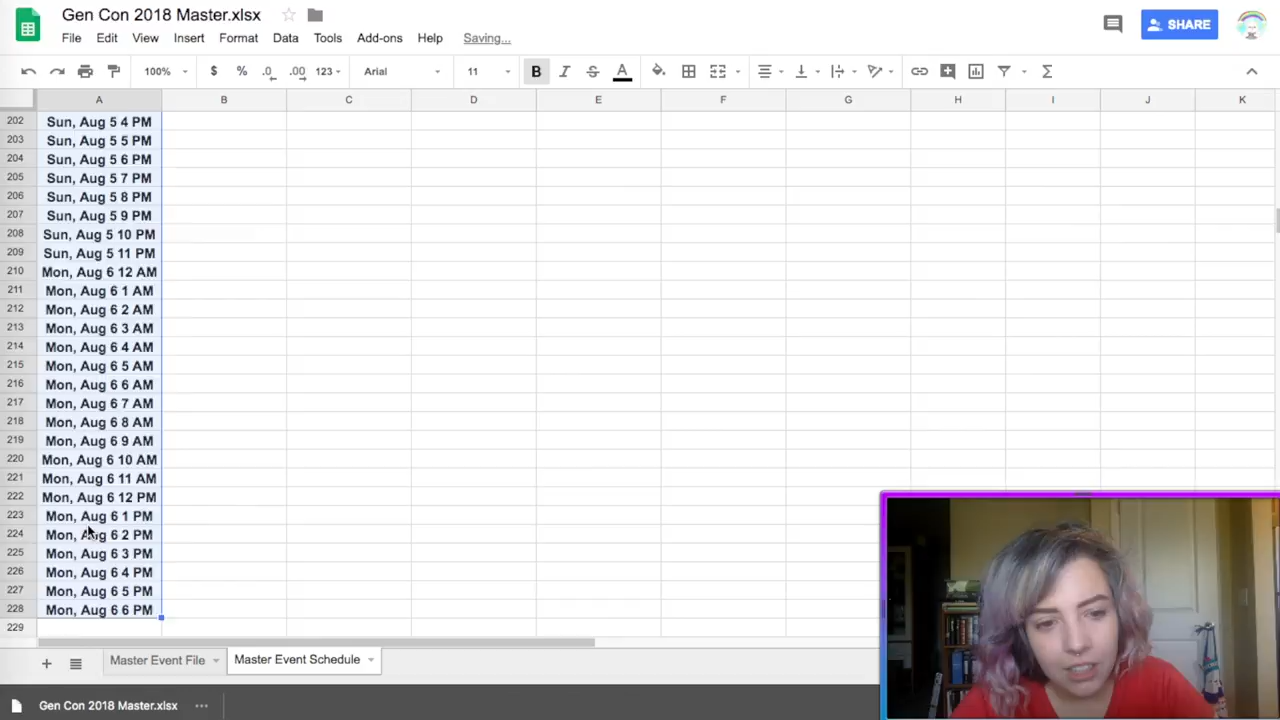 Gen Con 2018 Master.xlsx
SHARE
File Edit View Insert Format Data Tools Add-ons Help Saving...
100% $ % .0 .00 123 Arial 11 B I S A
A B C D E F G H I J K
202 Sun, Aug 5 4 PM
203 Sun, Aug 5 5 PM
204 Sun, Aug 5 6 PM
205 Sun, Aug 5 7 PM
206 Sun, Aug 5 8 PM
207 Sun, Aug 5 9 PM
208 Sun, Aug 5 10 PM
209 Sun, Aug 5 11 PM
210 Mon, Aug 6 12 AM
211 Mon, Aug 6 1 AM
212 Mon, Aug 6 2 AM
213 Mon, Aug 6 3 AM
214 Mon, Aug 6 4 AM
215 Mon, Aug 6 5 AM
216 Mon, Aug 6 6 AM
217 Mon, Aug 6 7 AM
218 Mon, Aug 6 8 AM
219 Mon, Aug 6 9 AM
220 Mon, Aug 6 10 AM
221 Mon, Aug 6 11 AM
222 Mon, Aug 6 12 PM
223 Mon, Aug 6 1 PM
224 Mon, Aug 6 2 PM
225 Mon, Aug 6 3 PM
226 Mon, Aug 6 4 PM
227 Mon, Aug 6 5 PM
228 Mon, Aug 6 6 PM
229
Master Event File Master Event Schedule
Gen Con 2018 Master.xlsx